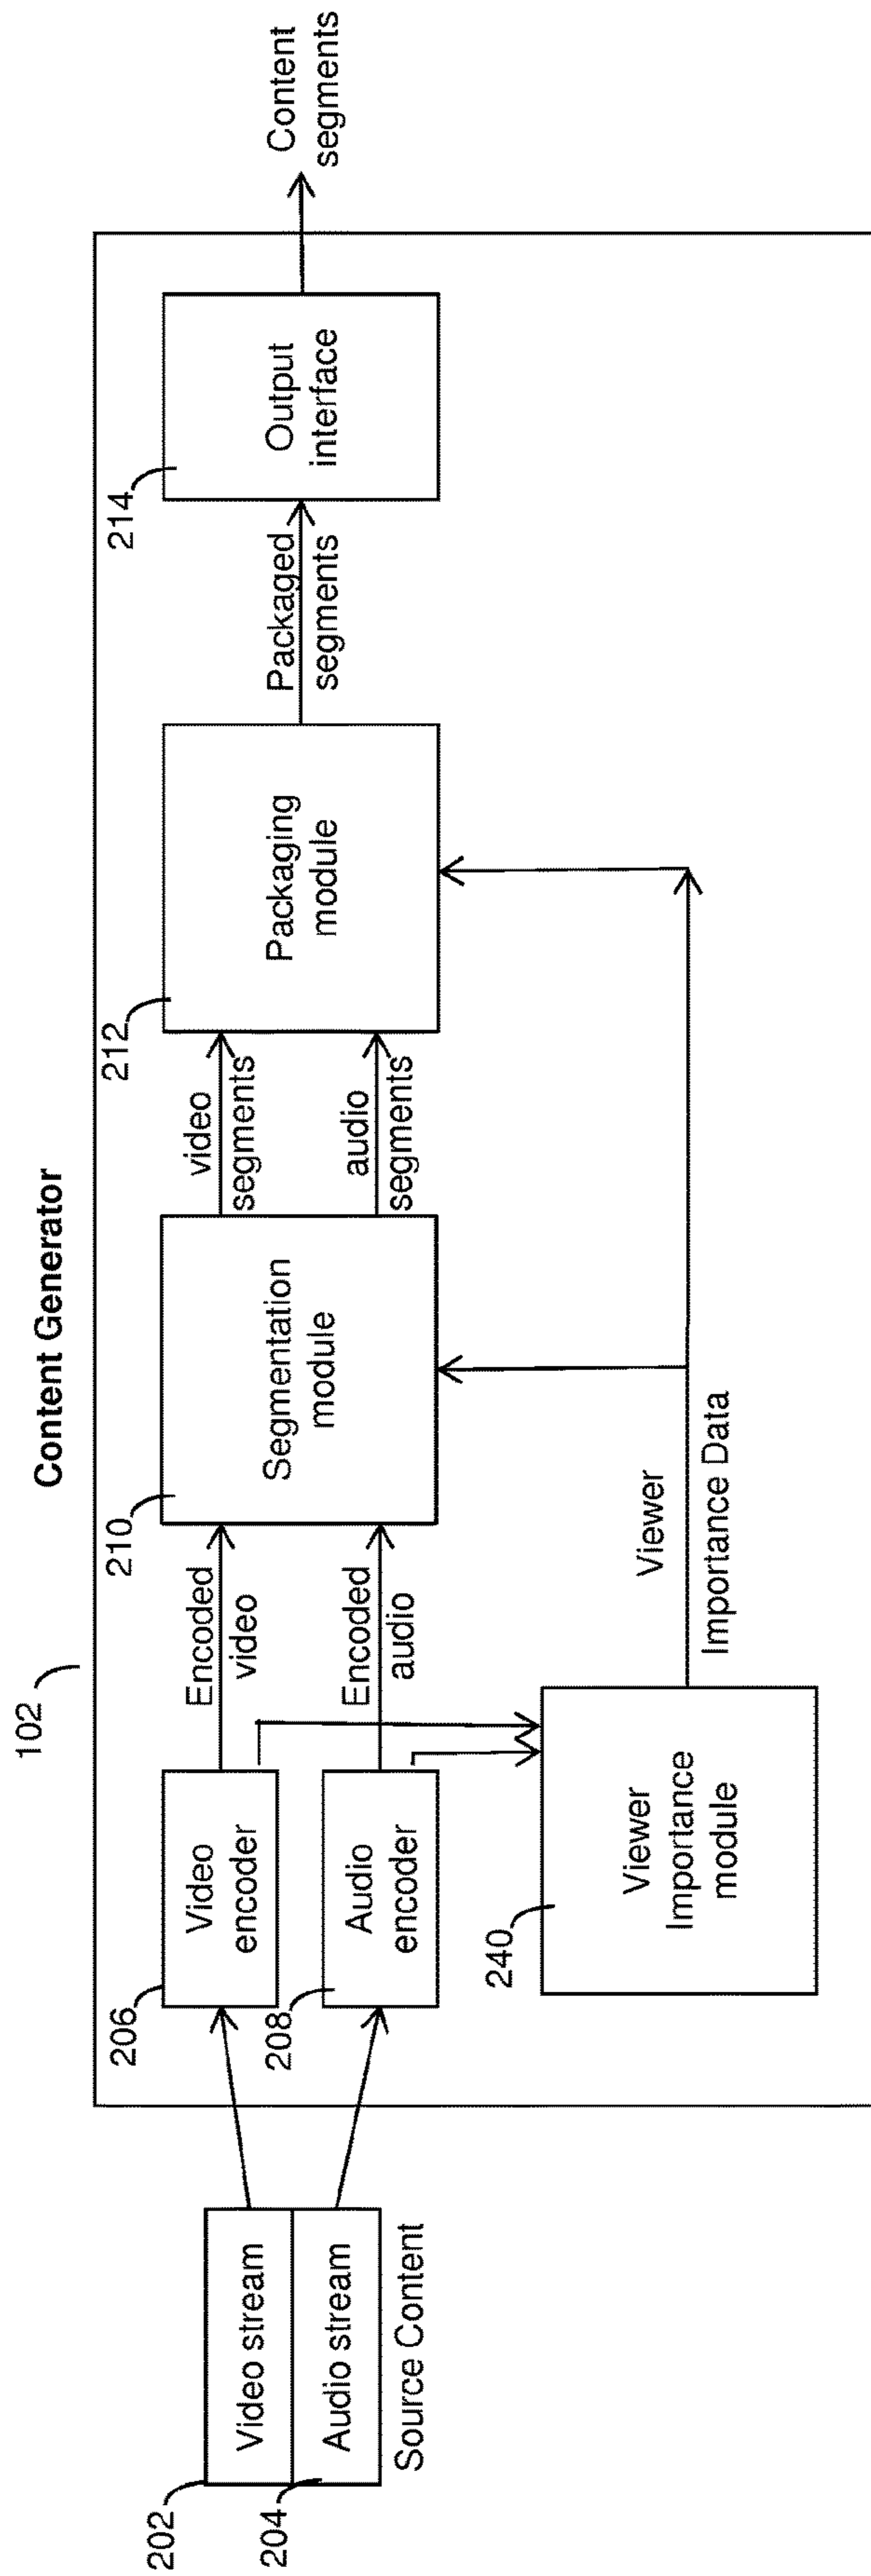 Content Generator
102
202
Video stream
204
Audio stream
Source Content
206
Video
encoder
208
Audio
encoder
Encoded
video
Encoded
audio
240
Viewer
Importance
module
Viewer
Importance Data
210
Segmentation
module
video
segments
audio
segments
212
Packaging
module
Packaged
segments
214
Output
interface
Content
segments